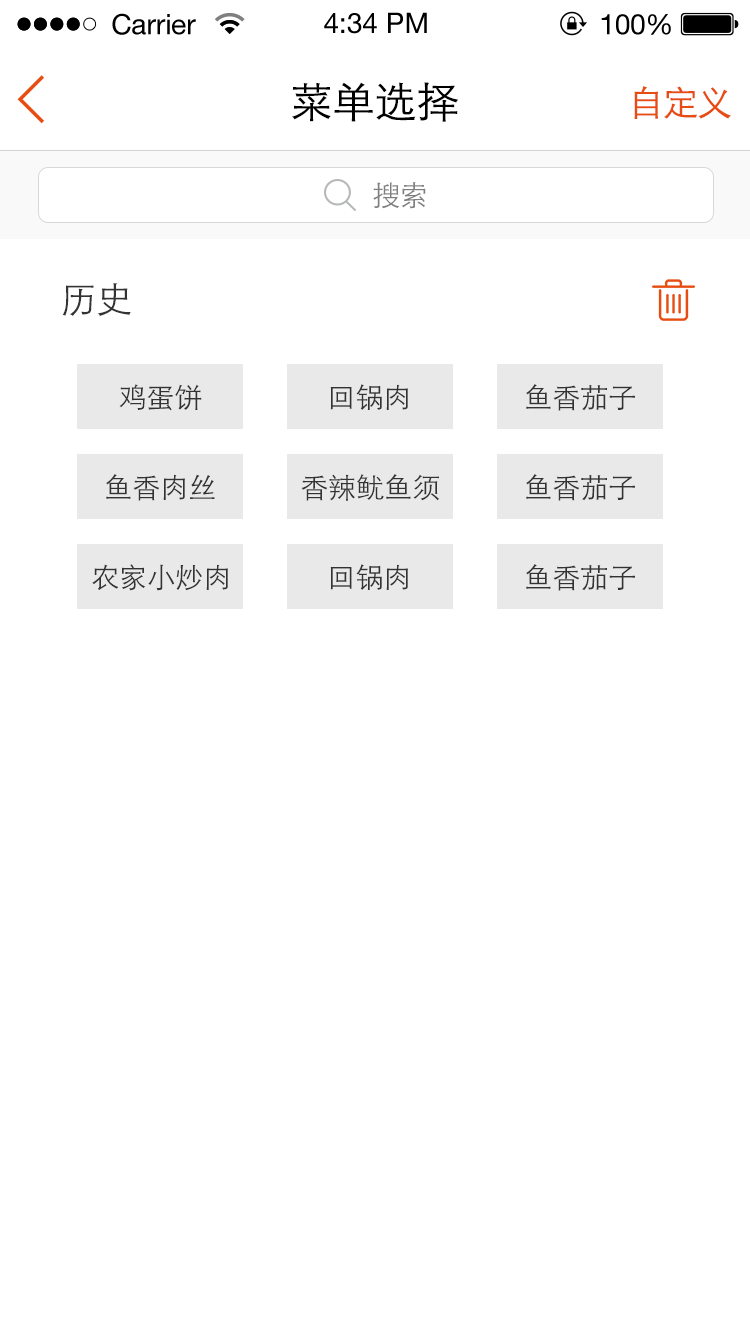 Carrier 4:34 PM 100%
菜单选择 自定义
搜索
历史
鸡蛋饼 回锅肉 鱼香茄子
鱼香肉丝 香辣鱿鱼须 鱼香茄子
农家小炒肉 回锅肉 鱼香茄子